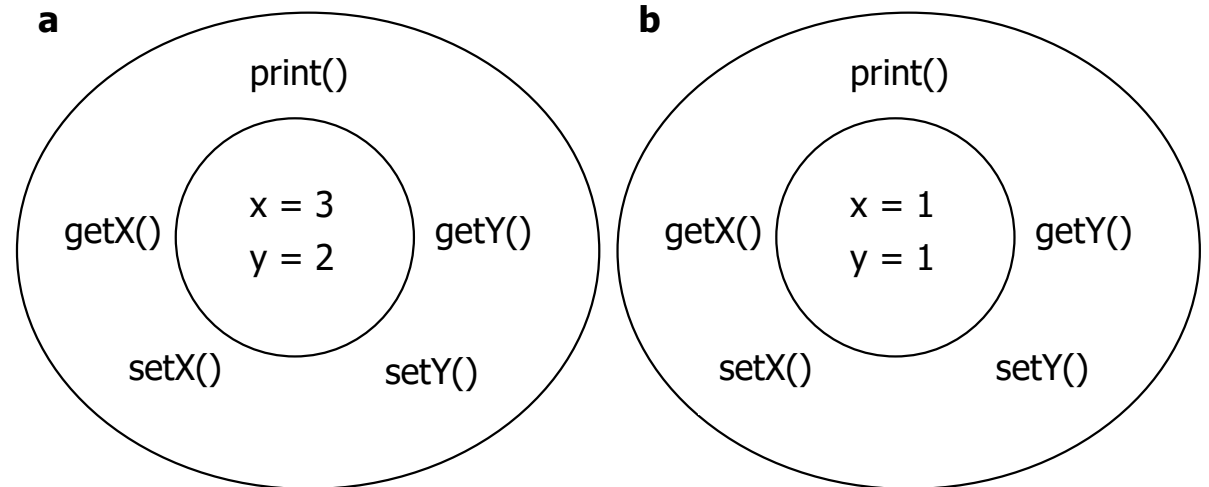 a
print()
x = 3
getX()
getY()
y = 2
setX()
setY()
b
print()
x = 1
getX()
getY()
y = 1
setX()
setY()